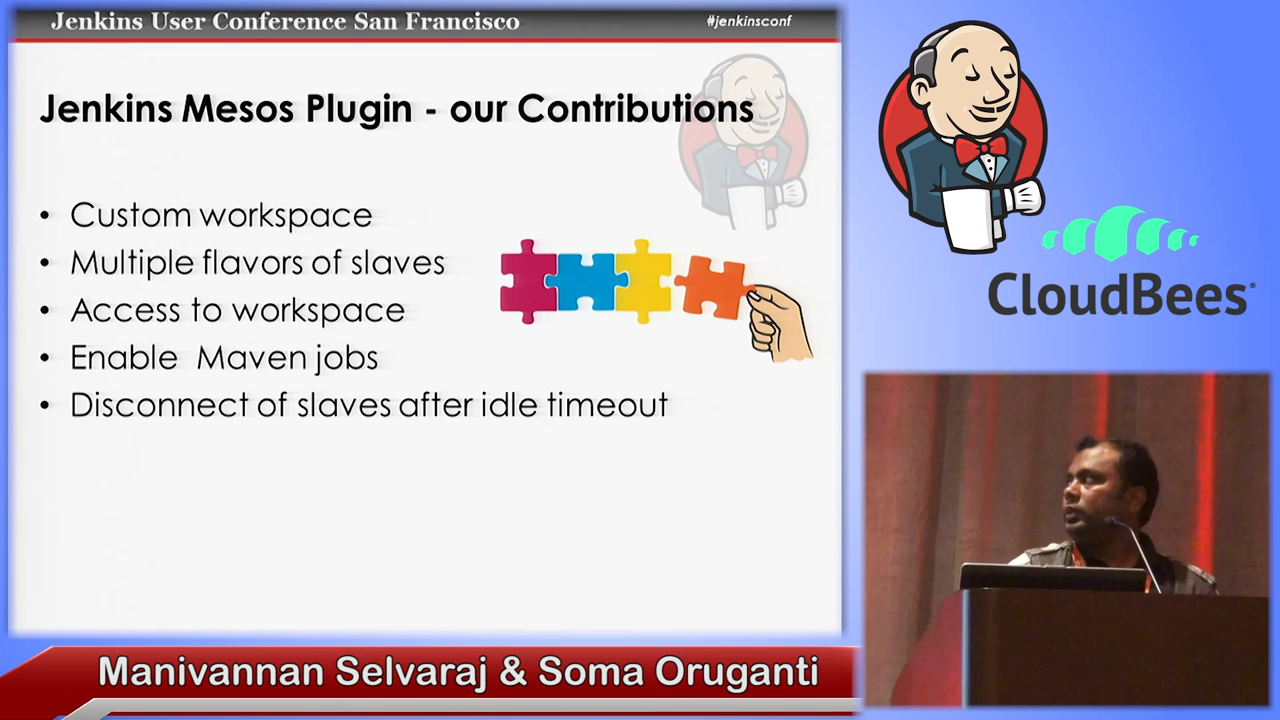 Jenkins User Conference San Francisco
#jenkinsconf
Jenkins Mesos Plugin - our Contributions
• Custom workspace
• Multiple flavors of slaves
• Access to workspace
• Enable Maven jobs
• Disconnect of slaves after idle timeout
CloudBees
Manivannan Selvaraj & Soma Oruganti